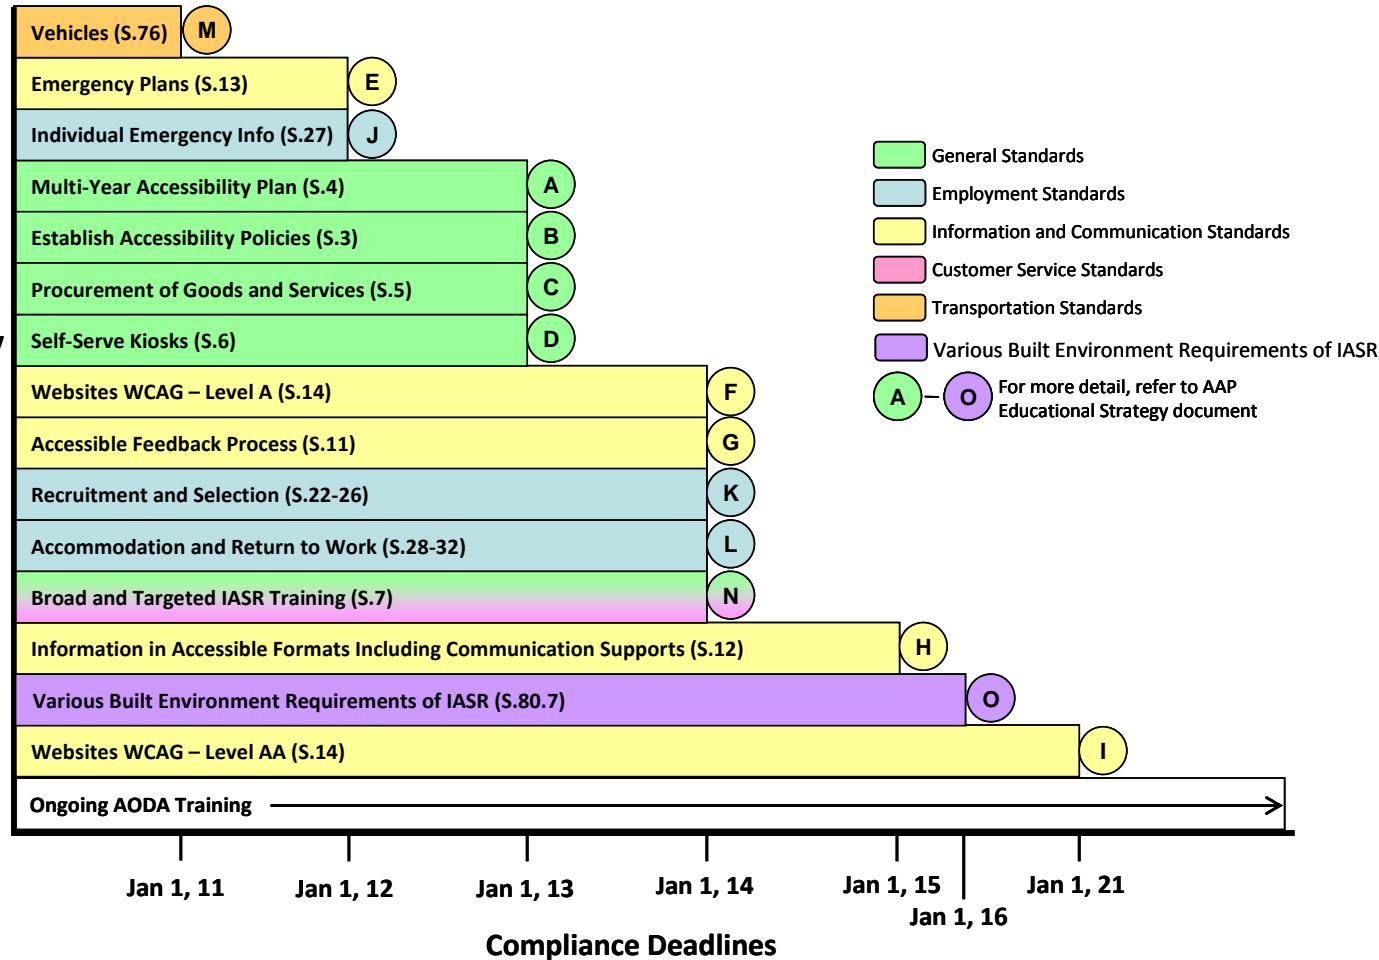 Vehicles (S.76)
M
Emergency Plans (S.13)
E
Individual Emergency Info (S.27)
J
Multi-Year Accessibility Plan (S.4)
A
Establish Accessibility Policies (S.3)
B
Procurement of Goods and Services (S.5)
C
Self-Serve Kiosks (S.6)
D
Websites WCAG – Level A (S.14)
F
Accessible Feedback Process (S.11)
G
Recruitment and Selection (S.22-26)
K
Accommodation and Return to Work (S.28-32)
L
Broad and Targeted IASR Training (S.7)
N
Information in Accessible Formats Including Communication Supports (S.12)
H
Various Built Environment Requirements of IASR (S.80.7)
O
Websites WCAG – Level AA (S.14)
I
Ongoing AODA Training
General Standards
Employment Standards
Information and Communication Standards
Customer Service Standards
Transportation Standards
Various Built Environment Requirements of IASR
A – O
For more detail, refer to AAP
Educational Strategy document
Jan 1, 11
Jan 1, 12
Jan 1, 13
Jan 1, 14
Jan 1, 15
Jan 1, 16
Jan 1, 21
Compliance Deadlines